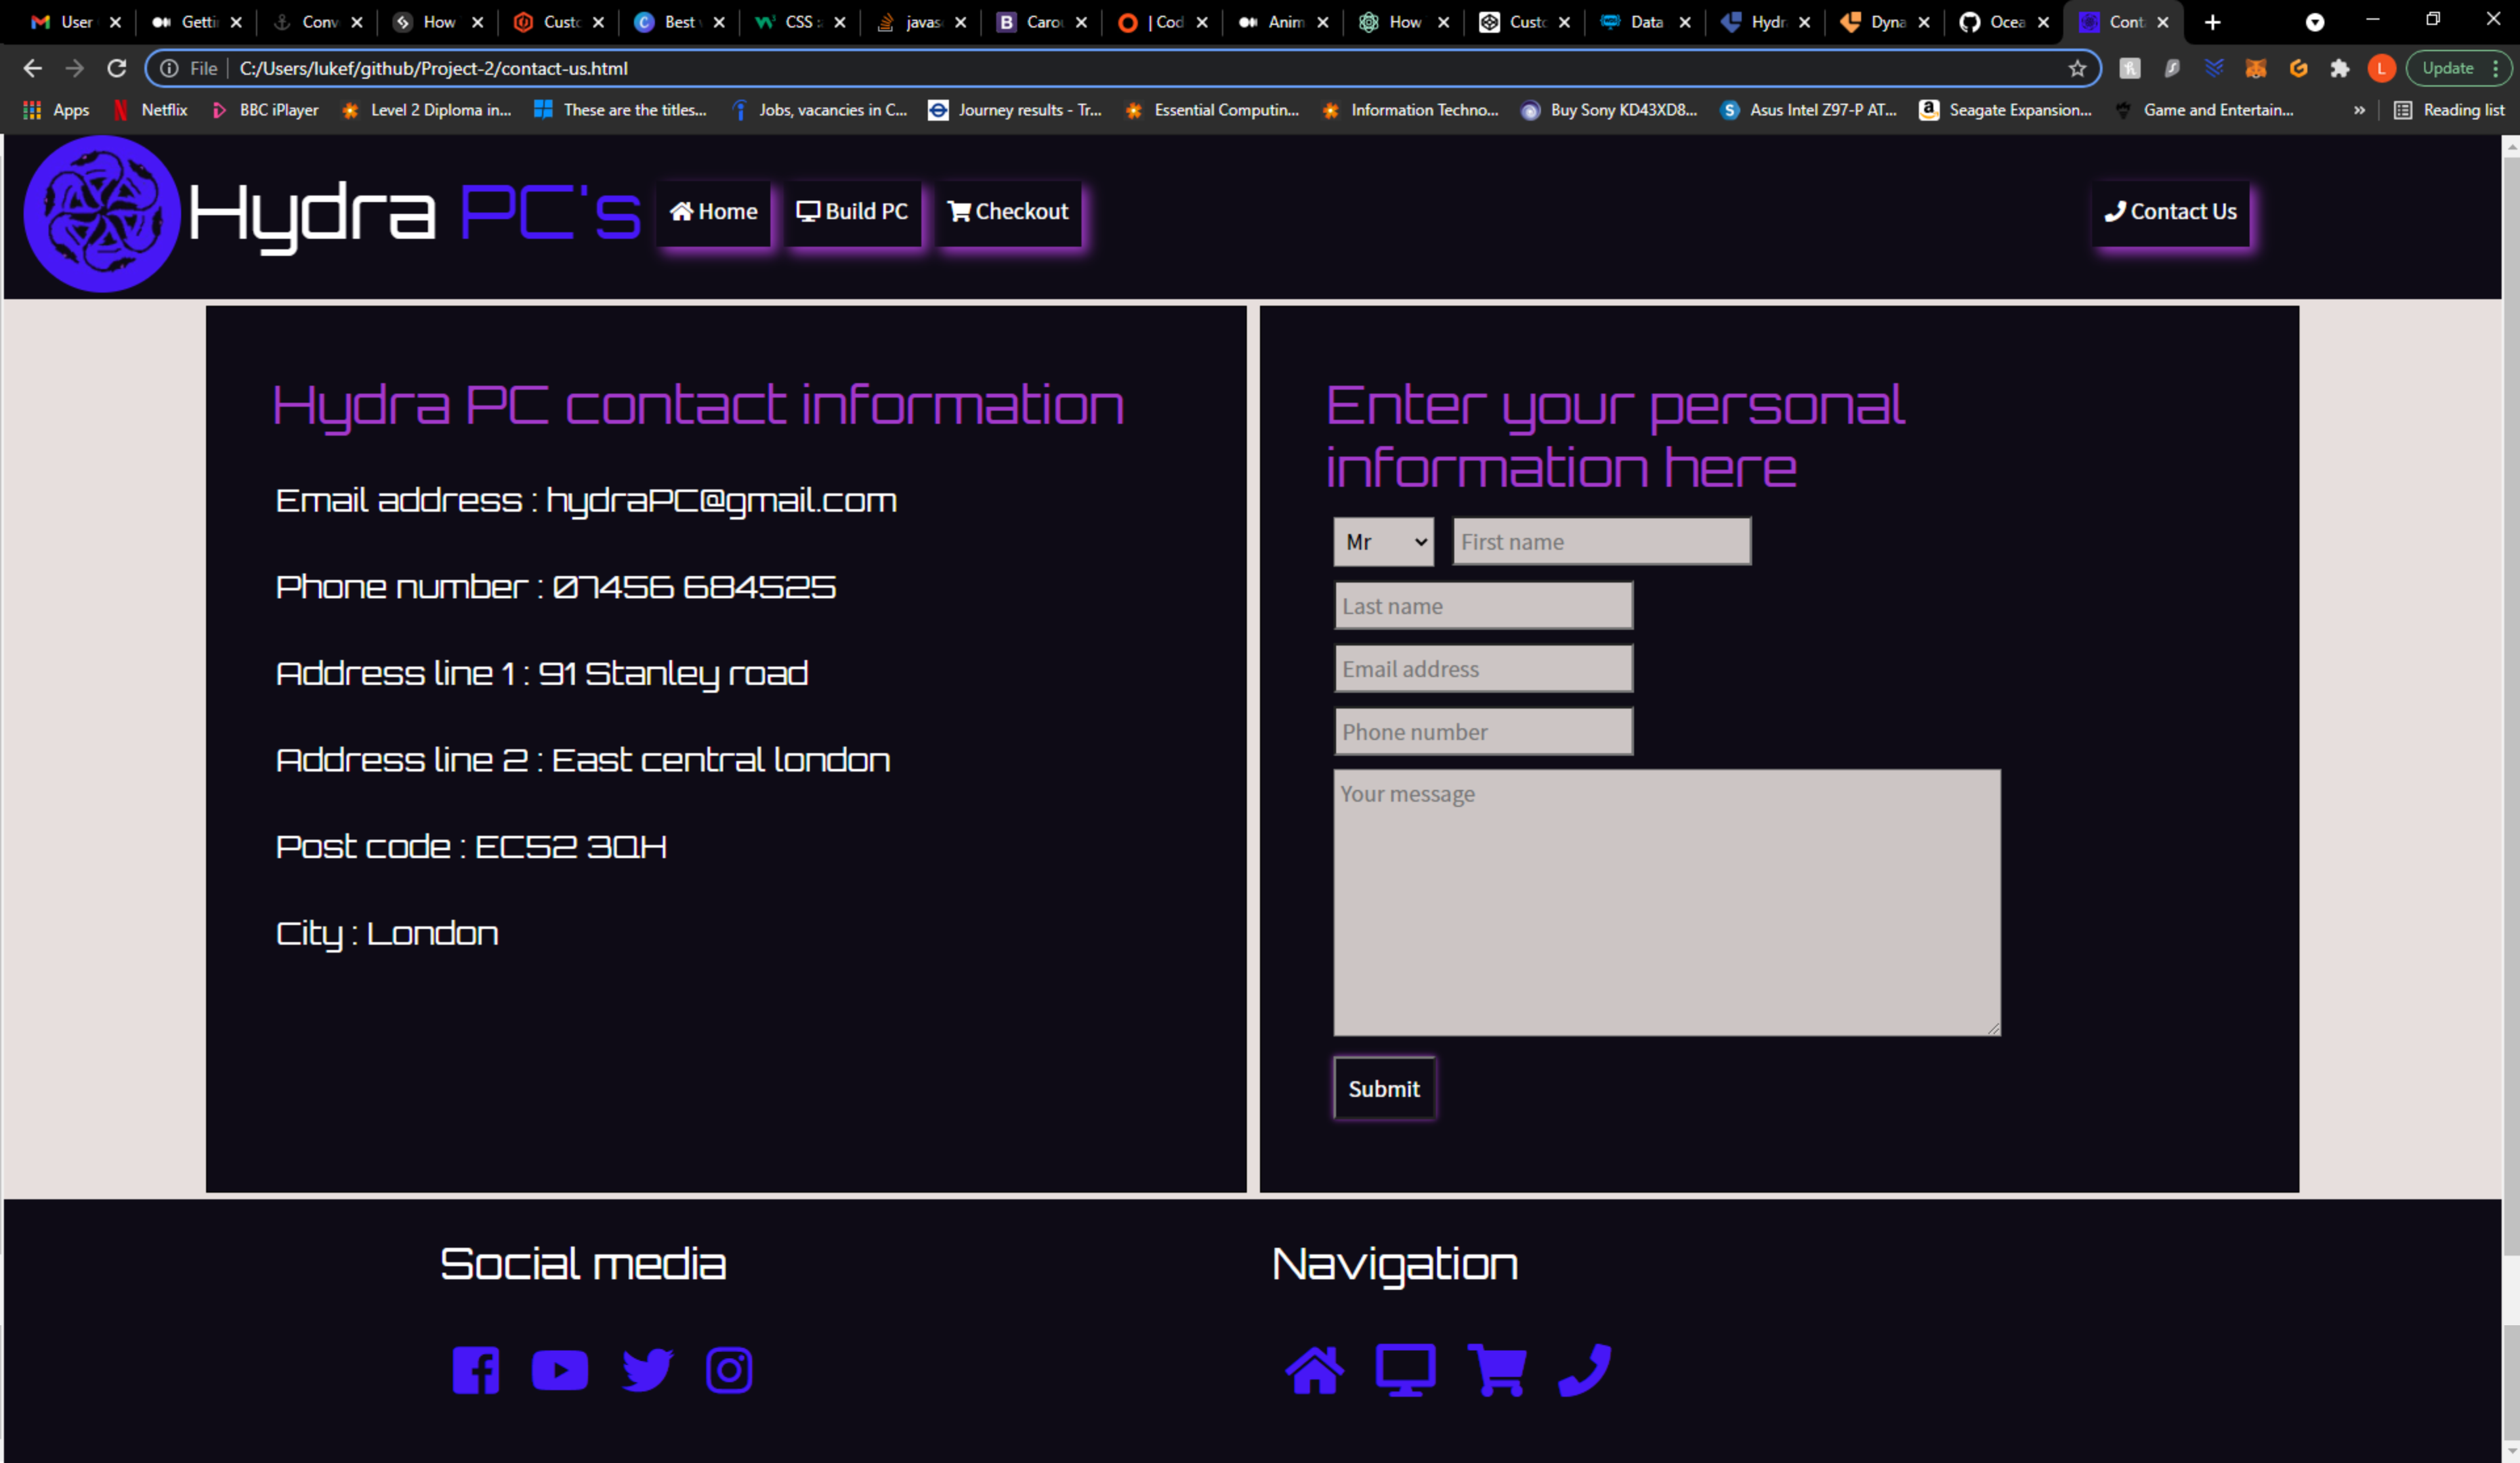 User Getti Conv How Custo Best CSS javas Carou | Cod Anim How Custo Data Hydr Dyna Ocea Conta
File C:/Users/lukef/github/Project-2/contact-us.html L Update
Apps Netflix BBC iPlayer Level 2 Diploma in... These are the titles... Jobs, vacancies in C... Journey results - Tr... Essential Computin... Information Techno... Buy Sony KD43XD8... Asus Intel Z97-P AT... Seagate Expansion... Game and Entertain... » Reading list
Hydra PC's Home Build PC Checkout Contact Us
Hydra PC contact information
Email address : hydraPC@gmail.com
Phone number : 07456 684525
Address line 1 : 91 Stanley road
Address line 2 : East central london
Post code : EC52 3QH
City : London
Enter your personal
information here
Mr First name
Last name
Email address
Phone number
Your message
Submit
Social media
Navigation